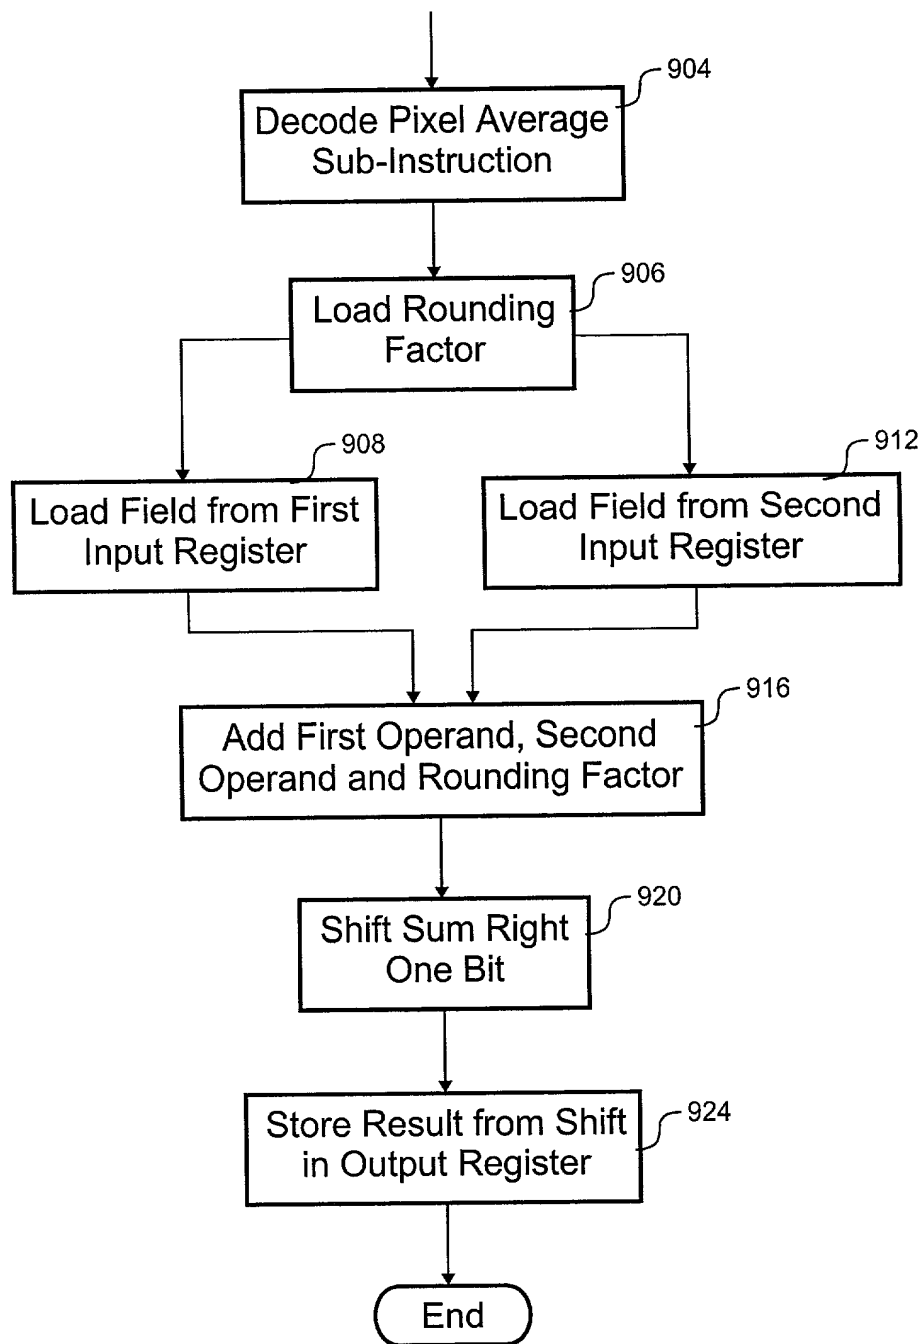 904
Decode Pixel Average
Sub-Instruction
906
Load Rounding
Factor
908
Load Field from First
Input Register
912
Load Field from Second
Input Register
916
Add First Operand, Second
Operand and Rounding Factor
920
Shift Sum Right
One Bit
924
Store Result from Shift
in Output Register
End